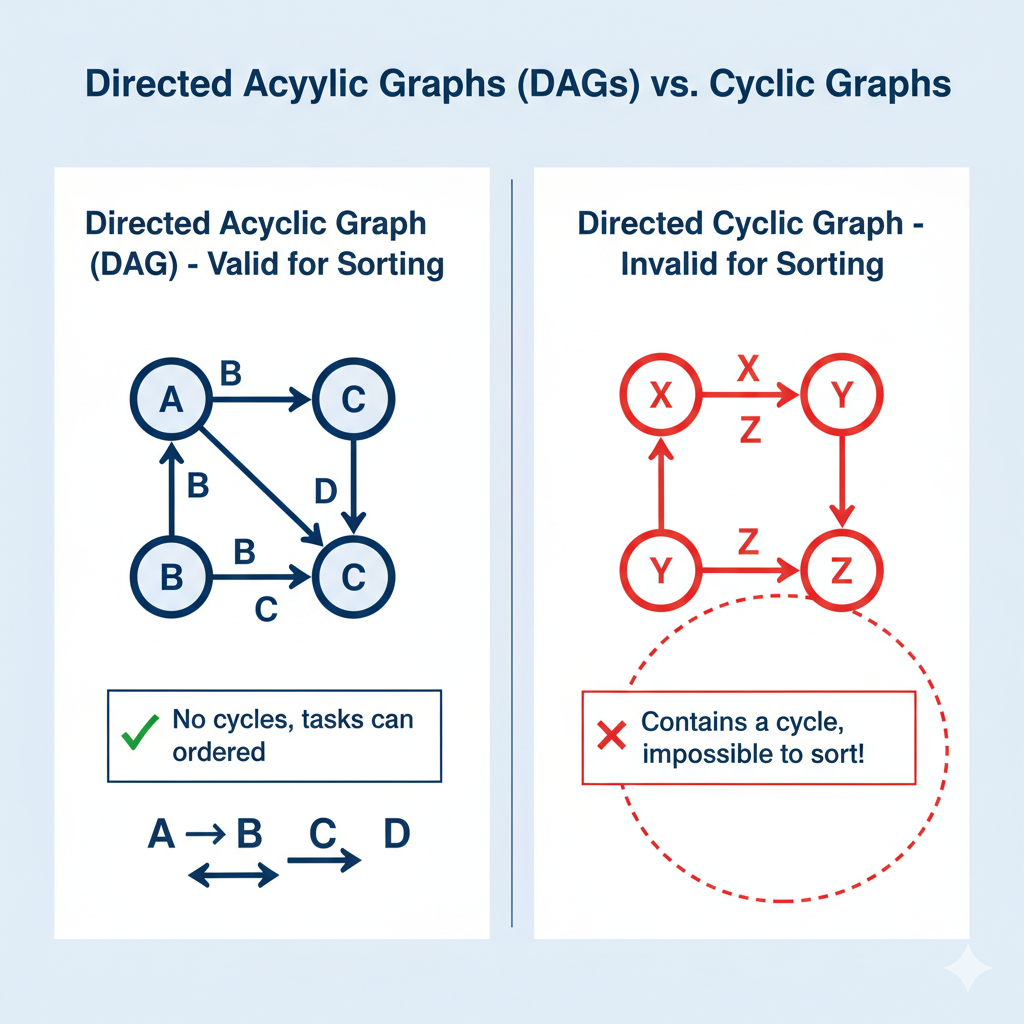 Directed Acyylic Graphs (DAGs) vs. Cyclic Graphs
Directed Acyclic Graph
(DAG) - Valid for Sorting
B
A
C
B
D
B
B
C
C
No cycles, tasks can
ordered
A → B C D
Directed Cyclic Graph -
Invalid for Sorting
X
X
Y
Z
Z
Y
Z
Contains a cycle,
impossible to sort!